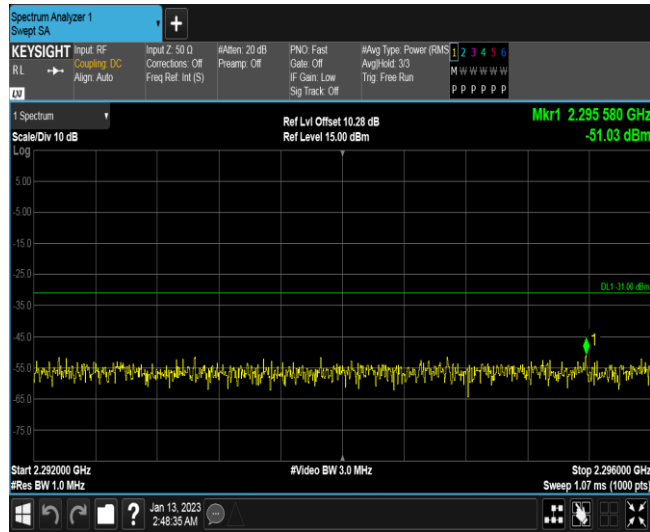 Spectrum Analyzer 1
Swept SA
+
KEYSIGHT
RL
LXI
Input: RF
Coupling: DC
Align: Auto
Input Z: 50 Ω
Corrections: Off
Freq Ref: Int (S)
#Atten: 20 dB
Preamp: Off
PNO: Fast
Gate: Off
IF Gain: Low
Sig Track: Off
#Avg Type: Power (RMS
Avg|Hold: 3/3
Trig: Free Run
1 2 3 4 5 6
M W W W W W
P P P P P P
1 Spectrum
Scale/Div 10 dB
Log
Ref Lvl Offset 10.28 dB
Ref Level 15.00 dBm
Mkr1 2.295 580 GHz
-51.03 dBm
5.00
-5.00
-15.0
-25.0
DL1 -31.00 dBm
-35.0
-45.0
1
-55.0
-65.0
-75.0
Start 2.292000 GHz
#Res BW 1.0 MHz
#Video BW 3.0 MHz
Stop 2.296000 GHz
Sweep 1.07 ms (1000 pts)
?
Jan 13, 2023
2:48:35 AM